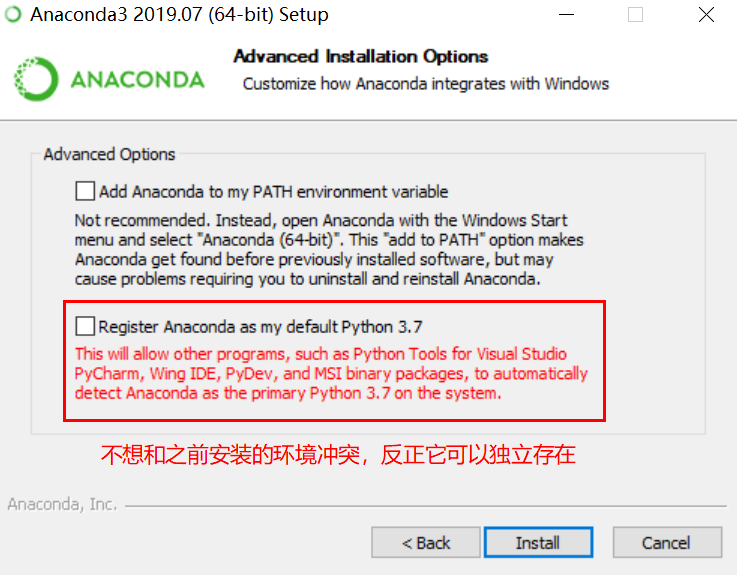 Anaconda3 2019.07 (64-bit) Setup
Advanced Installation Options
ANACONDA
Customize how Anaconda integrates with Windows
Advanced Options
Add Anaconda to my PATH environment variable
Not recommended. Instead, open Anaconda with the Windows Start
menu and select "Anaconda (64-bit)". This "add to PATH" option makes
Anaconda get found before previously installed software, but may
cause problems requiring you to uninstall and reinstall Anaconda.
Register Anaconda as my default Python 3.7
This will allow other programs, such as Python Tools for Visual Studio
PyCharm, Wing IDE, PyDev, and MSI binary packages, to automatically
detect Anaconda as the primary Python 3.7 on the system.
不想和之前安装的环境冲突，反正它可以独立存在
Anaconda, Inc.
< Back
Install
Cancel